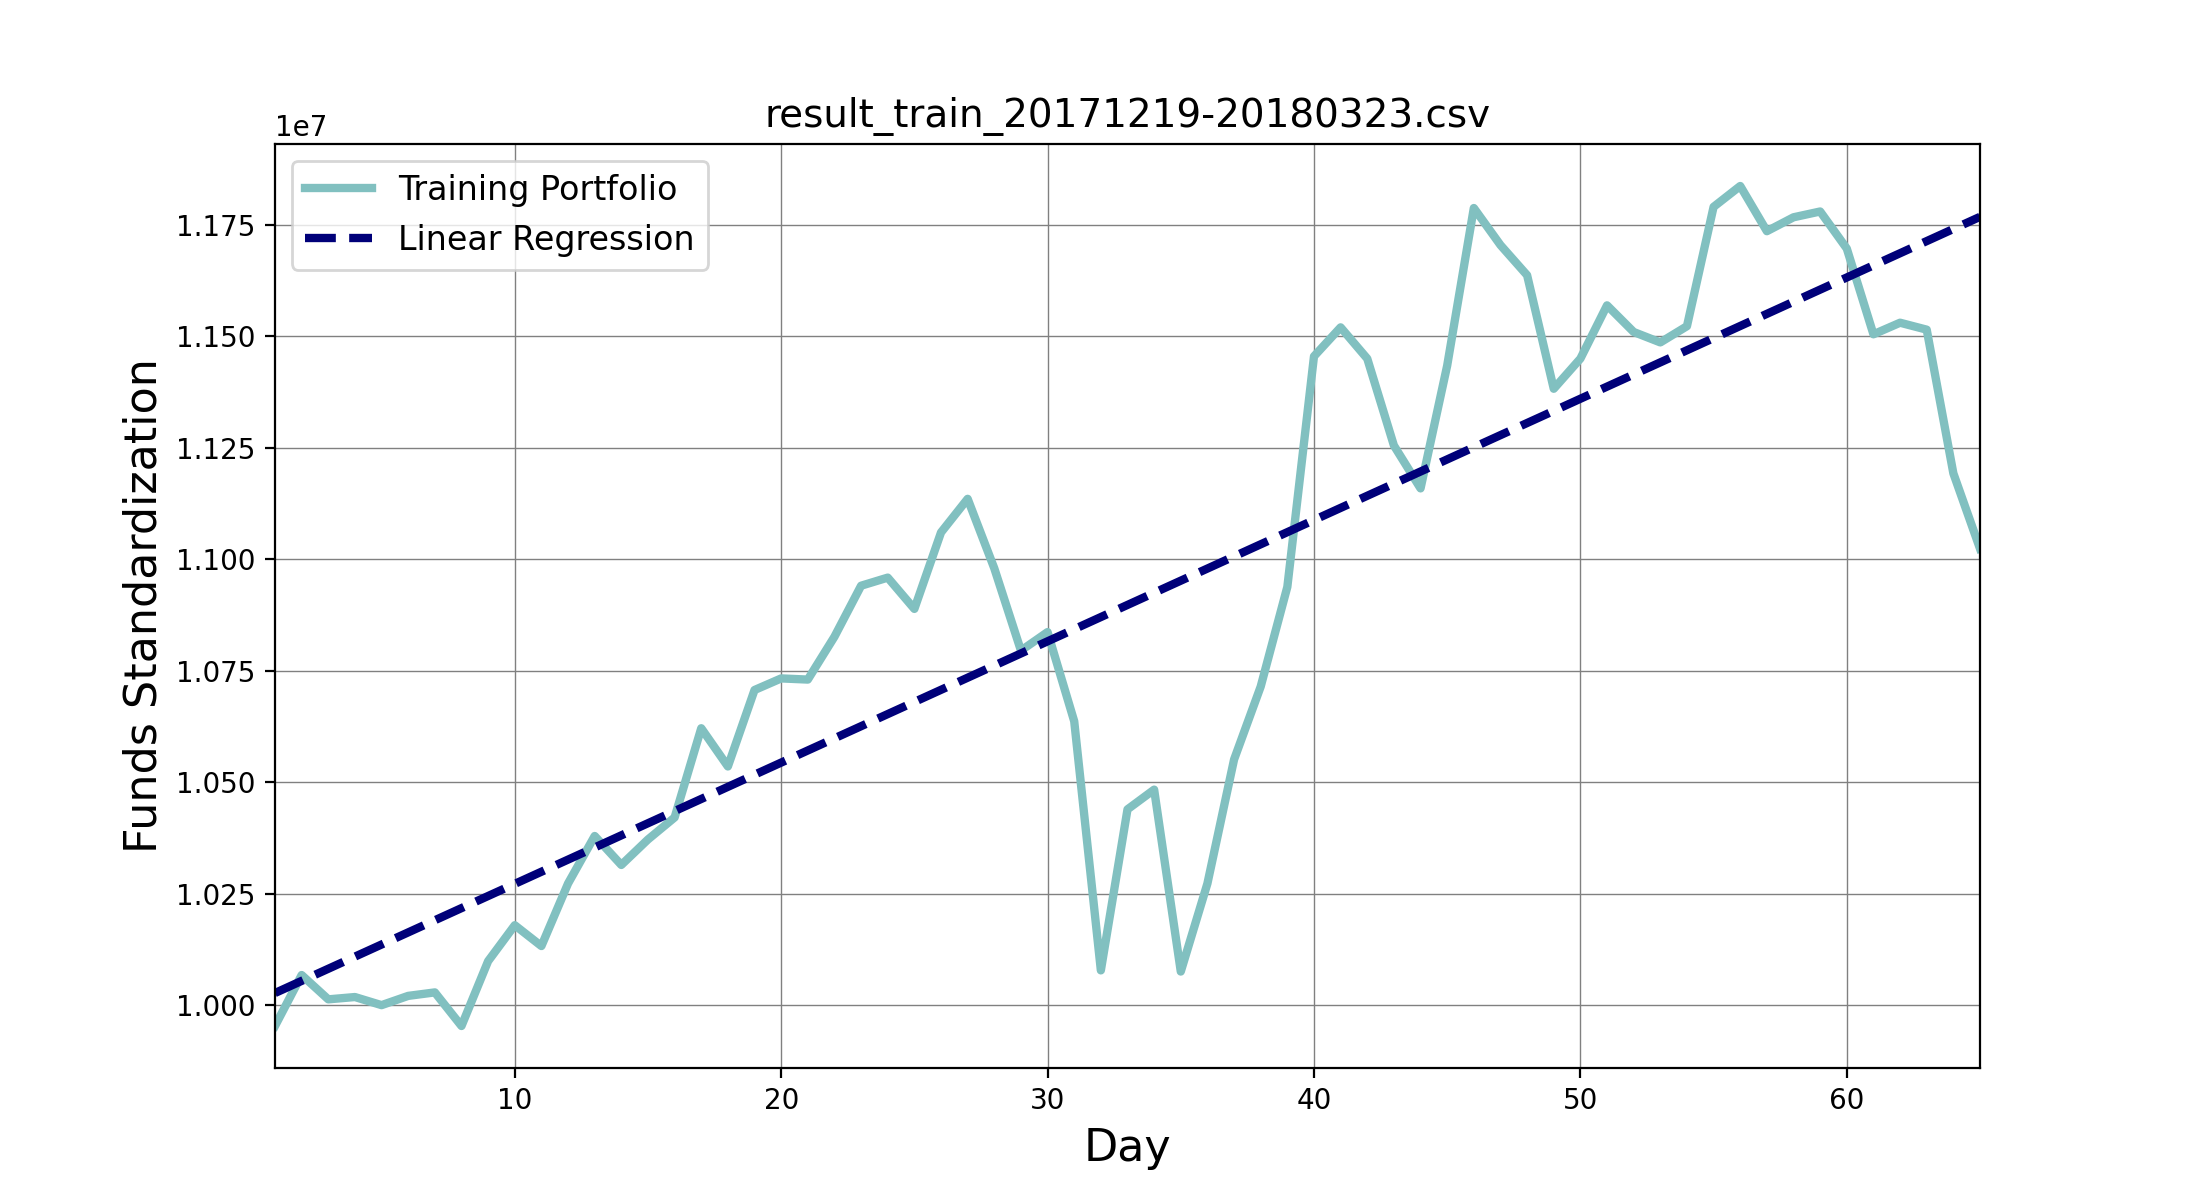 result_train_20171219-20180323.csv
1e7
Training Portfolio
Linear Regression
1.175
1.150
1.125
1.100
1.075
1.050
1.025
1.000
Funds Standardization
10 20 30 40 50 60
Day